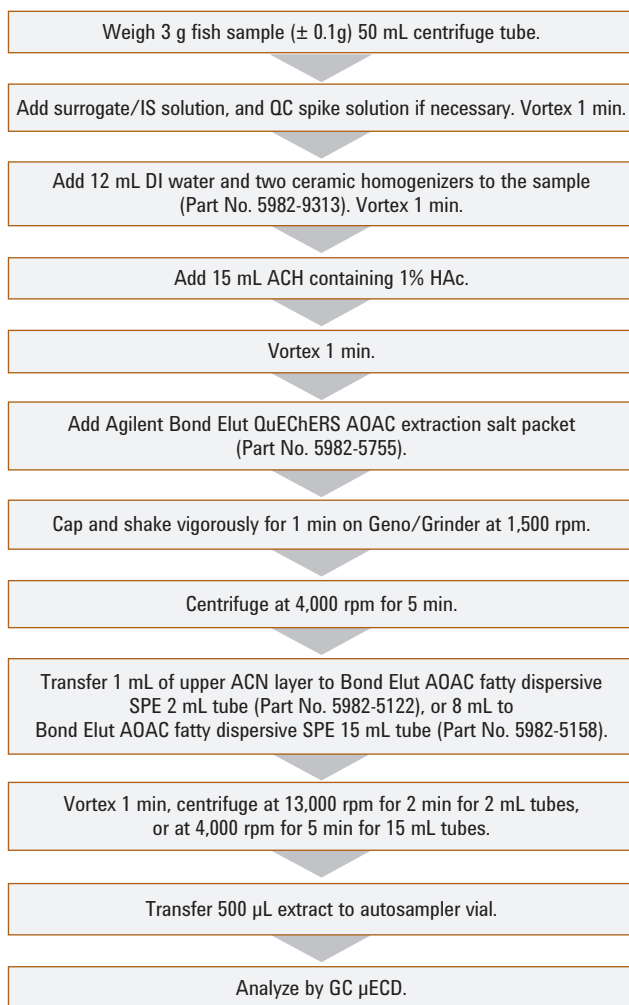 Weigh 3 g fish sample (± 0.1g) 50 mL centrifuge tube.
Add surrogate/IS solution, and QC spike solution if necessary. Vortex 1 min.
Add 12 mL DI water and two ceramic homogenizers to the sample
(Part No. 5982-9313). Vortex 1 min.
Add 15 mL ACH containing 1% HAc.
Vortex 1 min.
Add Agilent Bond Elut QuEChERS AOAC extraction salt packet
(Part No. 5982-5755).
Cap and shake vigorously for 1 min on Geno/Grinder at 1,500 rpm.
Centrifuge at 4,000 rpm for 5 min.
Transfer 1 mL of upper ACN layer to Bond Elut AOAC fatty dispersive
SPE 2 mL tube (Part No. 5982-5122), or 8 mL to
Bond Elut AOAC fatty dispersive SPE 15 mL tube (Part No. 5982-5158).
Vortex 1 min, centrifuge at 13,000 rpm for 2 min for 2 mL tubes,
or at 4,000 rpm for 5 min for 15 mL tubes.
Transfer 500 µL extract to autosampler vial.
Analyze by GC µECD.